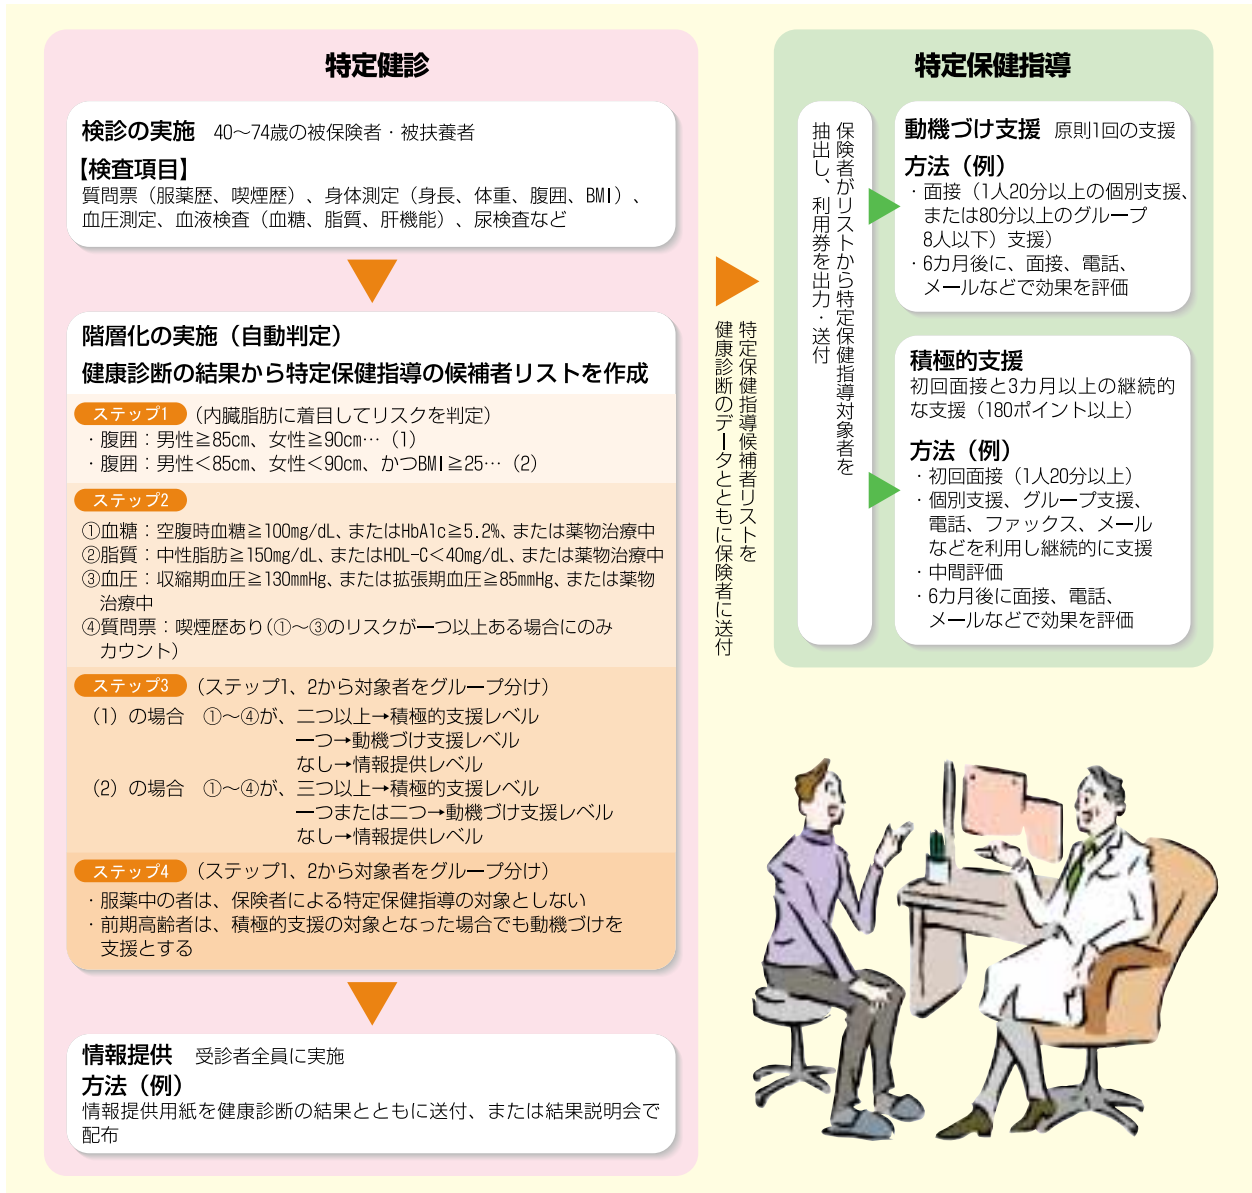 特定健診
検診の実施 40～74歳の被保険者・被扶養者
【検査項目】
質問票（服薬歴、喫煙歴）、身体測定（身長、体重、腹囲、BMI）、
血圧測定、血液検査（血糖、脂質、肝機能）、尿検査など
階層化の実施（自動判定）
健康診断の結果から特定保健指導の候補者リストを作成
ステップ1（内臓脂肪に着目してリスクを判定）
・腹囲：男性≧85cm、女性≧90cm…（1）
・腹囲：男性＜85cm、女性＜90cm、かつBMI≧25…（2）
ステップ2
①血糖：空腹時血糖≧100mg/dL、またはHbA1c≧5.2%、または薬物治療中
②脂質：中性脂肪≧150mg/dL、またはHDL-C＜40mg/dL、または薬物治療中
③血圧：収縮期血圧≧130mmHg、または拡張期血圧≧85mmHg、または薬物
治療中
④質問票：喫煙歴あり（①～③のリスクが一つ以上ある場合にのみ
カウント）
ステップ3（ステップ1、2から対象者をグループ分け）
（1）の場合 ①～④が、二つ以上→積極的支援レベル
一つ→動機づけ支援レベル
なし→情報提供レベル
（2）の場合 ①～④が、三つ以上→積極的支援レベル
一つまたは二つ→動機づけ支援レベル
なし→情報提供レベル
ステップ4（ステップ1、2から対象者をグループ分け）
・服薬中の者は、保険者による特定保健指導の対象としない
・前期高齢者は、積極的支援の対象となった場合でも動機づけを
支援とする
情報提供 受診者全員に実施
方法（例）
情報提供用紙を健康診断の結果とともに送付、または結果説明会で
配布
特定保健指導候補者リストを
健康診断のデータとともに保険者に送付
特定保健指導
保険者がリストから特定保健指導対象者を
抽出し、利用券を出力・送付
動機づけ支援 原則1回の支援
方法（例）
・面接（1人20分以上の個別支援、
または80分以上のグループ
8人以下）支援）
・6カ月後に、面接、電話、
メールなどで効果を評価
積極的支援
初回面接と3カ月以上の継続的
な支援（180ポイント以上）
方法（例）
・初回面接（1人20分以上）
・個別支援、グループ支援、
電話、ファックス、メール
などを利用し継続的に支援
・中間評価
・6カ月後に面接、電話、
メールなどで効果を評価